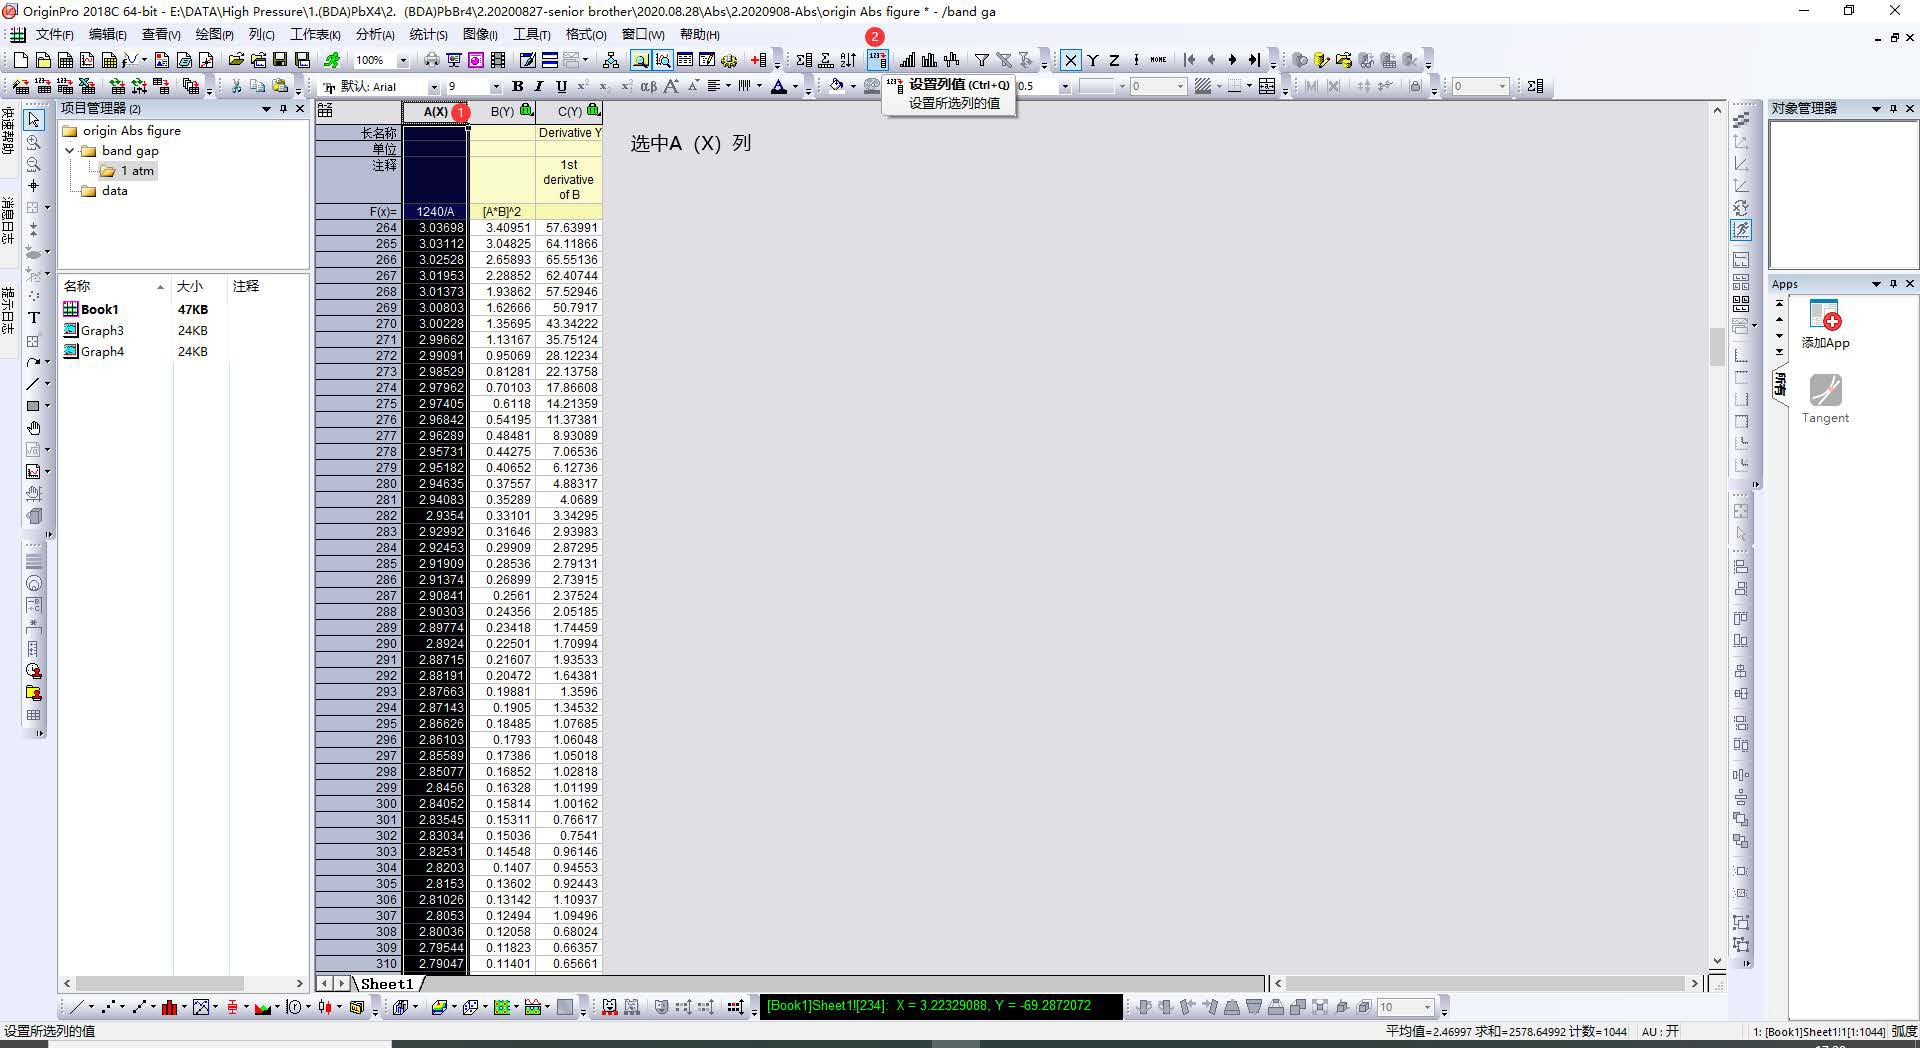 OriginPro 2018C 64-bit - E:\DATA\High Pressure\1.(BDA)PbX4\2. (BDA)PbBr4\2.20200827-senior brother\2020.08.28\Abs\2.2020908-Abs\origin Abs figure * - /band ga
文件(F) 编辑(E) 查看(V) 绘图(P) 列(C) 工作表(K) 分析(A) 统计(S) 图像(I) 工具(T) 格式(O) 窗口(W) 帮助(H)
2
100% X Y Z HOME
默认: Arial 9 B I U αβ A A 0.5 0 0
设置列值 (Ctrl+Q)
设置所选列的值
项目管理器 (2)
origin Abs figure
band gap
1 atm
data
快速帮助
消息日志
提示日志
名称 大小 注释
Book1 47KB
Graph3 24KB
Graph4 24KB
A(X) 1 B(Y) C(Y)
长名称 Derivative Y
单位
注释 1st
derivative
of B
F(x)= 1240/A [A*B]^2
264 3.03698 3.40951 57.63991
265 3.03112 3.04825 64.11866
266 3.02528 2.65893 65.55136
267 3.01953 2.28852 62.40744
268 3.01373 1.93862 57.52946
269 3.00803 1.62666 50.7917
270 3.00228 1.35695 43.34222
271 2.99662 1.13167 35.75124
272 2.99091 0.95069 28.12234
273 2.98529 0.81281 22.13758
274 2.97962 0.70103 17.86608
275 2.97405 0.6118 14.21359
276 2.96842 0.54195 11.37381
277 2.96289 0.48481 8.93089
278 2.95731 0.44275 7.06536
279 2.95182 0.40652 6.12736
280 2.94635 0.37557 4.88317
281 2.94083 0.35289 4.0689
282 2.9354 0.33101 3.34295
283 2.92992 0.31646 2.93983
284 2.92453 0.29909 2.87295
285 2.91909 0.28536 2.79131
286 2.91374 0.26899 2.73915
287 2.90841 0.2561 2.37524
288 2.90303 0.24356 2.05185
289 2.89774 0.23418 1.74459
290 2.8924 0.22501 1.70994
291 2.88715 0.21607 1.93533
292 2.88191 0.20472 1.64381
293 2.87663 0.19881 1.3596
294 2.87143 0.1905 1.34532
295 2.86626 0.18485 1.07685
296 2.86103 0.1793 1.06048
297 2.85589 0.17386 1.05018
298 2.85077 0.16852 1.02818
299 2.8456 0.16328 1.01199
300 2.84052 0.15814 1.00162
301 2.83545 0.15311 0.76617
302 2.83034 0.15036 0.7541
303 2.82531 0.14548 0.96146
304 2.8203 0.1407 0.94553
305 2.8153 0.13602 0.92443
306 2.81026 0.13142 1.10937
307 2.8053 0.12494 1.09496
308 2.80036 0.12058 0.68024
309 2.79544 0.11823 0.66357
310 2.79047 0.11401 0.65661
Sheet1
选中A (X) 列
对象管理器
Apps
添加App
所有
Tangent
[Book1]Sheet1![234]: X = 3.22329088, Y = -69.2872072
10
设置所选列的值
平均值=2.46997 求和=2578.64992 计数=1044 AU : 开 1: [Book1]Sheet1!1[1:1044] 弧度